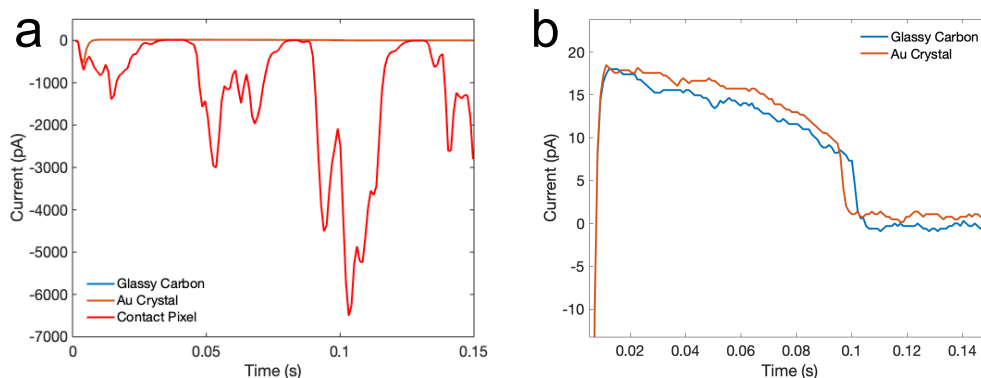 a
0
-1000
-2000
-3000
-4000
-5000
-6000
-7000
Current (pA)
Glassy Carbon
Au Crystal
Contact Pixel
0
0.05
0.1
0.15
Time (s)
b
20
15
10
5
0
-5
-10
Current (pA)
Glassy Carbon
Au Crystal
0.02
0.04
0.06
0.08
0.1
0.12
0.14
Time (s)